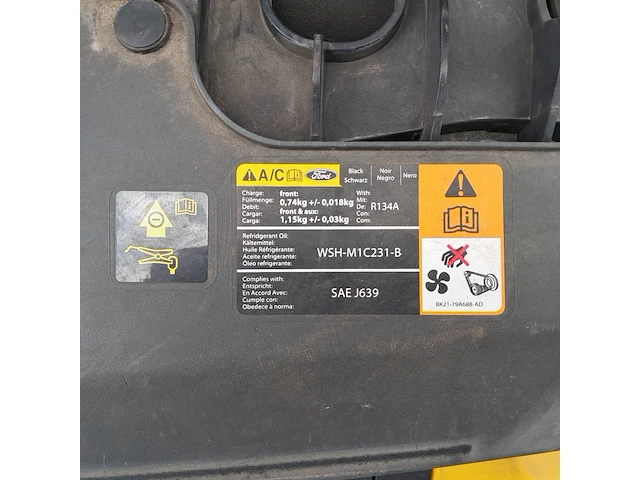 A/C Ford
Black Noir Nero
Schwarz Negro
Charge: front: With:
Füllmenge: 0,74kg +/- 0,018kg Mit:
Debit: front & aux: De: R134A
Cargar: 1,15kg +/- 0,03kg Con:
Carga: Com:
Refridgerant Oil:
Kältemittel:
Huile Réfrigérante: WSH-M1C231-B
Aceite refrigerante:
Óleo refrigerante:
Complies with:
Entspricht:
En Accord Avec: SAE J639
Cumple con:
Obedece à norma:
BK21-19A688-AD